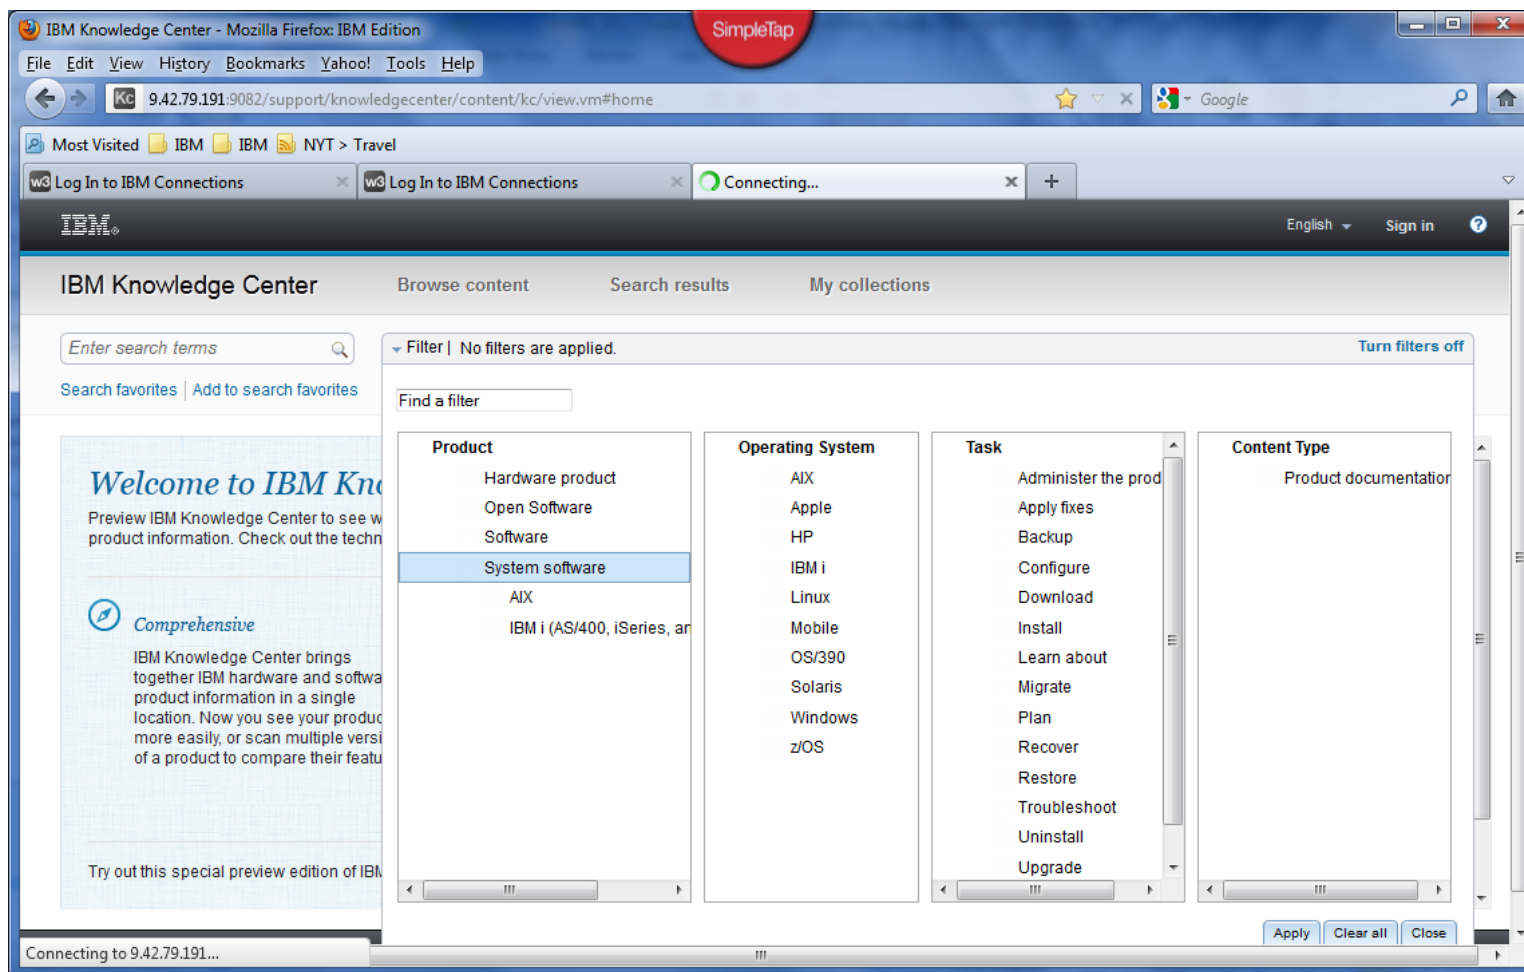 IBM Knowledge Center - Mozilla Firefox: IBM Edition
SimpleTap
File Edit View History Bookmarks Yahoo! Tools Help
Kc 9.42.79.191:9082/support/knowledgecenter/content/kc/view.vm#home
Google
Most Visited IBM IBM NYT > Travel
w3 Log In to IBM Connections
w3 Log In to IBM Connections
Connecting...
IBM®
English Sign in ?
IBM Knowledge Center
Browse content Search results My collections
Enter search terms
Search favorites | Add to search favorites
Filter | No filters are applied.
Turn filters off
Find a filter
Welcome to IBM Kno
Preview IBM Knowledge Center to see w
product information. Check out the techn
Comprehensive
IBM Knowledge Center brings
together IBM hardware and softwa
product information in a single
location. Now you see your produc
more easily, or scan multiple versi
of a product to compare their featu
Try out this special preview edition of IBM
Product
Hardware product
Open Software
Software
System software
AIX
IBM i (AS/400, iSeries, an
Operating System
AIX
Apple
HP
IBM i
Linux
Mobile
OS/390
Solaris
Windows
z/OS
Task
Administer the prod
Apply fixes
Backup
Configure
Download
Install
Learn about
Migrate
Plan
Recover
Restore
Troubleshoot
Uninstall
Upgrade
Content Type
Product documentation
Apply Clear all Close
Connecting to 9.42.79.191...